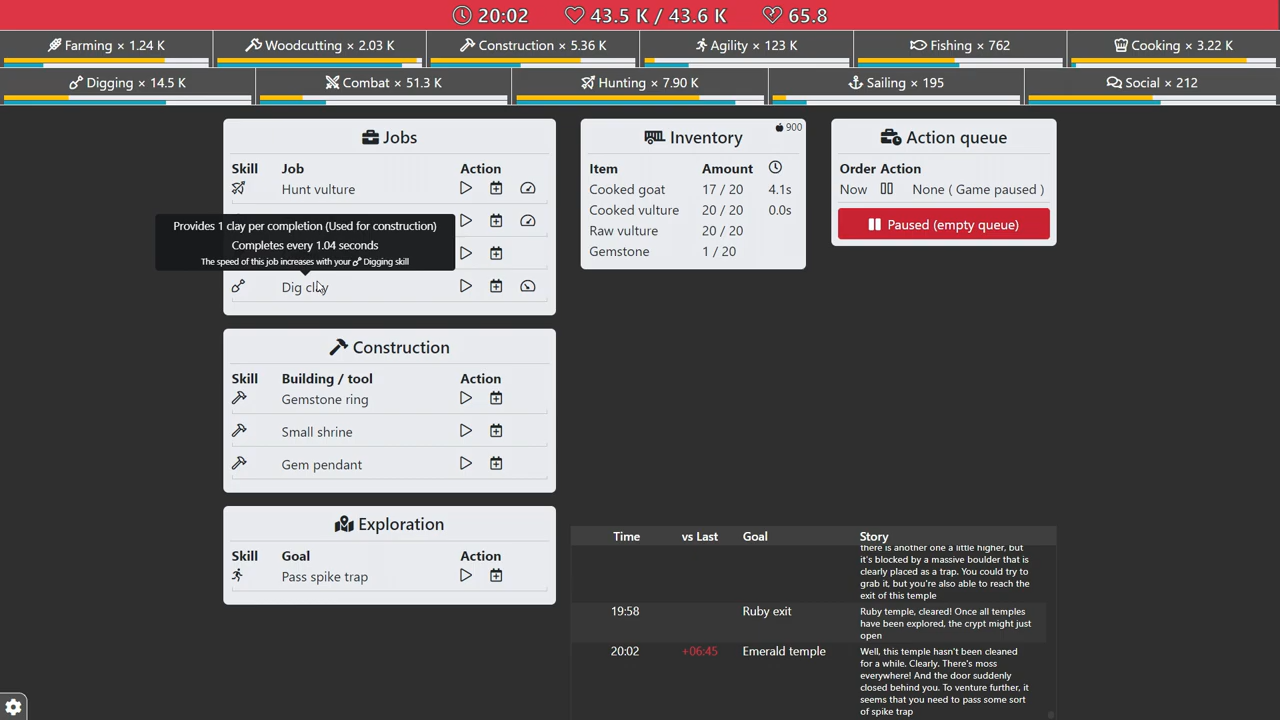 20:02 43.5 K / 43.6 K 65.8
Farming × 1.24 K Woodcutting × 2.03 K Construction × 5.36 K Agility × 123 K Fishing × 762 Cooking × 3.22 K
Digging × 14.5 K Combat × 51.3 K Hunting × 7.90 K Sailing × 195 Social × 212
Jobs
Skill Job Action
Hunt vulture
Provides 1 clay per completion (Used for construction)
Completes every 1.04 seconds
The speed of this job increases with your Digging skill
Dig clay
Construction
Skill Building / tool Action
Gemstone ring
Small shrine
Gem pendant
Exploration
Skill Goal Action
Pass spike trap
Inventory 900
Item Amount
Cooked goat 17 / 20 4.1s
Cooked vulture 20 / 20 0.0s
Raw vulture 20 / 20
Gemstone 1 / 20
Action queue
Order Action
Now None ( Game paused )
Paused (empty queue)
Time vs Last Goal Story
there is another one a little higher, but
it's blocked by a massive boulder that is
clearly placed as a trap. You could try to
grab it, but you're also able to reach the
exit of this temple
19:58 Ruby exit Ruby temple, cleared! Once all temples
have been explored, the crypt might just
open
20:02 +06:45 Emerald temple Well, this temple hasn't been cleaned
for a while. Clearly. There's moss
everywhere! And the door suddenly
closed behind you. To venture further, it
seems that you need to pass some sort
of spike trap